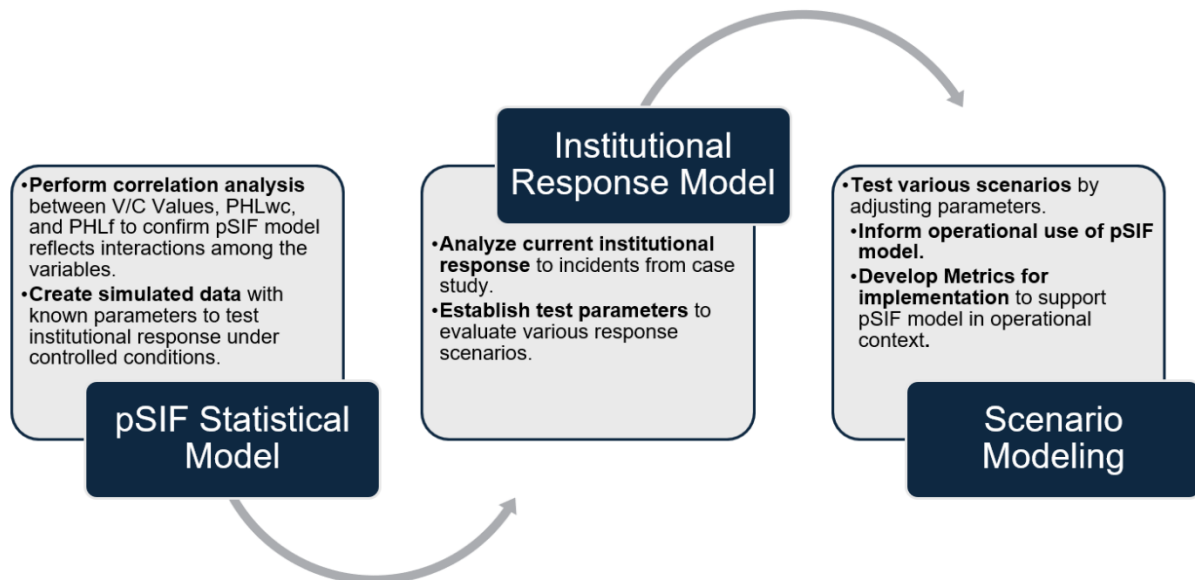 •Perform correlation analysis
between V/C Values, PHLwc,
and PHLf to confirm pSIF model
reflects interactions among the
variables.
•Create simulated data with
known parameters to test
institutional response under
controlled conditions.
pSIF Statistical
Model
Institutional
Response Model
•Analyze current institutional
response to incidents from case
study.
•Establish test parameters to
evaluate various response
scenarios.
•Test various scenarios by
adjusting parameters.
•Inform operational use of pSIF
model.
•Develop Metrics for
implementation to support
pSIF model in operational
context.
Scenario
Modeling